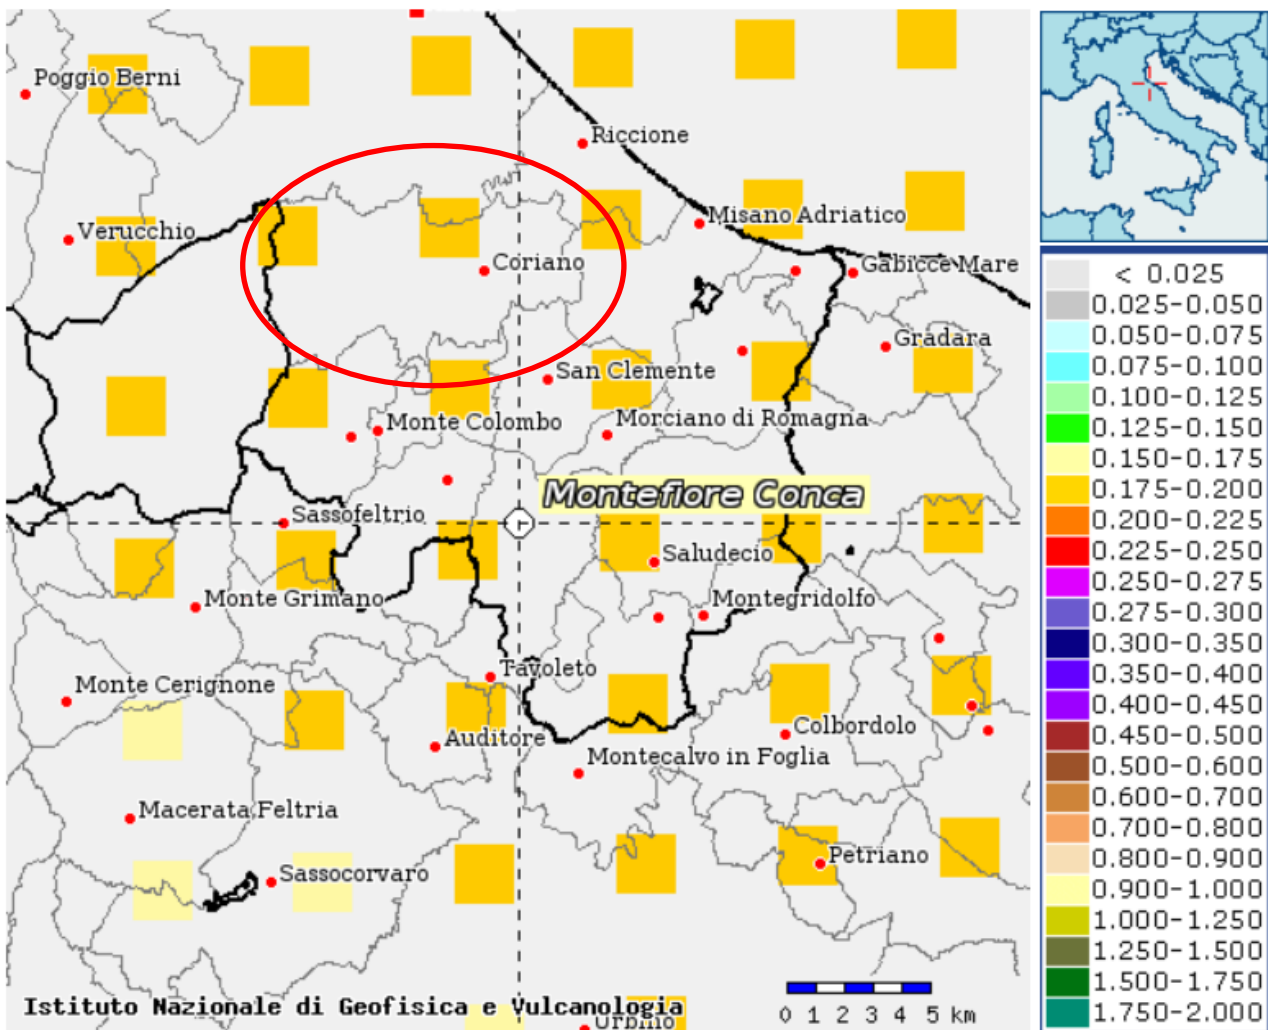 Poggio Berni
Riccione
Verucchio
Misano Adriatico
Coriano
Gabicce Mare
Gradara
San Clemente
Monte Colombo
Morciano di Romagna
Montefiore Conca
Sassofeltrio
Saludecio
Monte Grimano
Montegridolfo
Tavoleto
Monte Cerignone
Auditore
Colbordolo
Montecalvo in Foglia
Macerata Feltria
Petriano
Sassocorvaro
Istituto Nazionale di Geofisica e Vulcanologia
Urbino
0 1 2 3 4 5 km
< 0.025
0.025-0.050
0.050-0.075
0.075-0.100
0.100-0.125
0.125-0.150
0.150-0.175
0.175-0.200
0.200-0.225
0.225-0.250
0.250-0.275
0.275-0.300
0.300-0.350
0.350-0.400
0.400-0.450
0.450-0.500
0.500-0.600
0.600-0.700
0.700-0.800
0.800-0.900
0.900-1.000
1.000-1.250
1.250-1.500
1.500-1.750
1.750-2.000